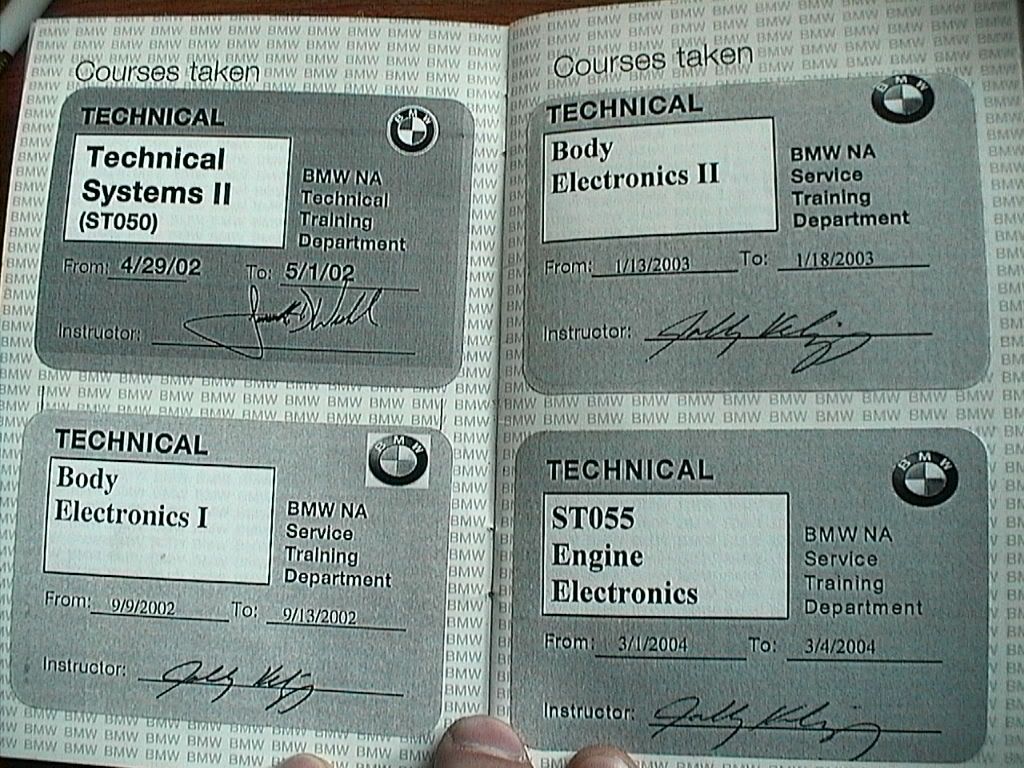 Courses taken
TECHNICAL
BMW
Technical
Systems II
(ST050)
BMW NA
Technical
Training
Department
From: 4/29/02 To: 5/1/02
Instructor:
TECHNICAL
BMW
Body
Electronics I
BMW NA
Service
Training
Department
From: 9/9/2002 To: 9/13/2002
Instructor:
Courses taken
TECHNICAL
BMW
Body
Electronics II
BMW NA
Service
Training
Department
From: 1/13/2003 To: 1/18/2003
Instructor:
TECHNICAL
BMW
ST055
Engine
Electronics
BMW NA
Service
Training
Department
From: 3/1/2004 To: 3/4/2004
Instructor: